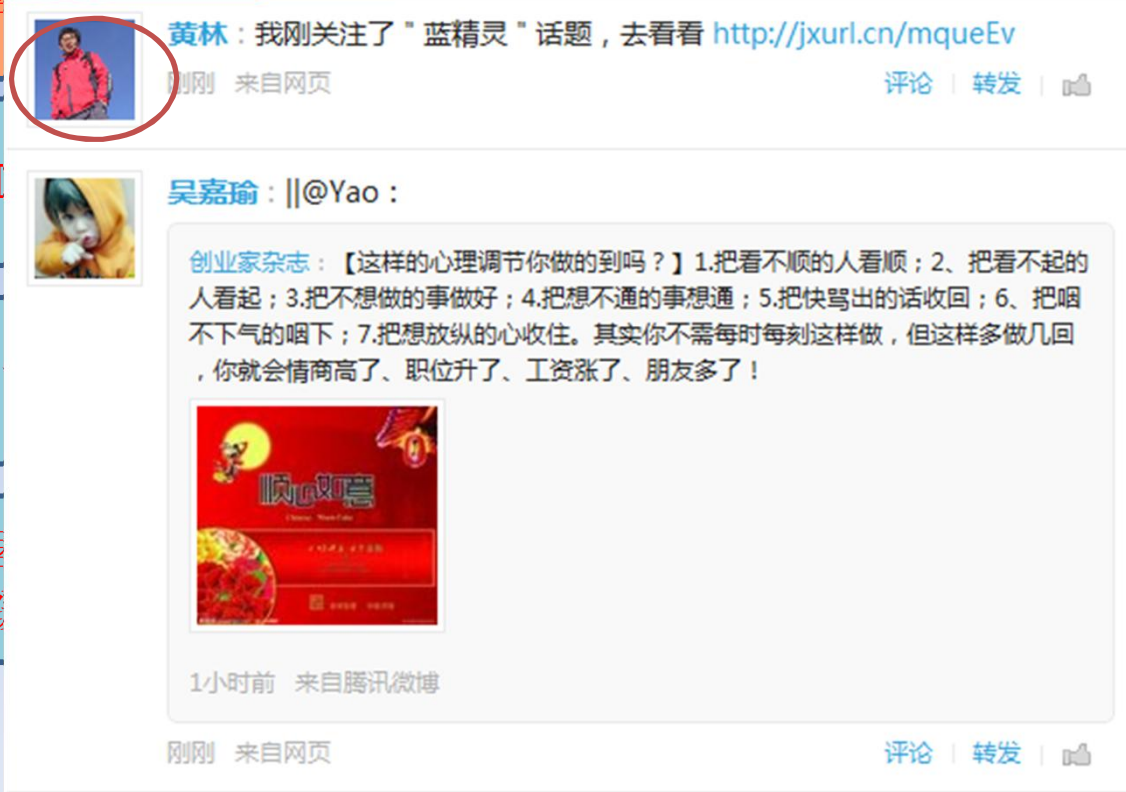 黄林：我刚关注了＂蓝精灵＂话题，去看看 http://jxurl.cn/mqueEv
刚刚 来自网页
评论 | 转发 |
吴嘉瑜：||@Yao：
创业家杂志：【这样的心理调节你做的到吗？】1.把看不顺的人看顺；2、把看不起的
人看起；3.把不想做的事做好；4.把想不通的事想通；5.把快骂出的话收回；6、把咽
不下气的咽下；7.把想放纵的心收住。其实你不需每时每刻这样做，但这样多做几回
，你就会情商高了、职位升了、工资涨了、朋友多了！
顺心如意
1小时前 来自腾讯微博
刚刚 来自网页
评论 | 转发 |